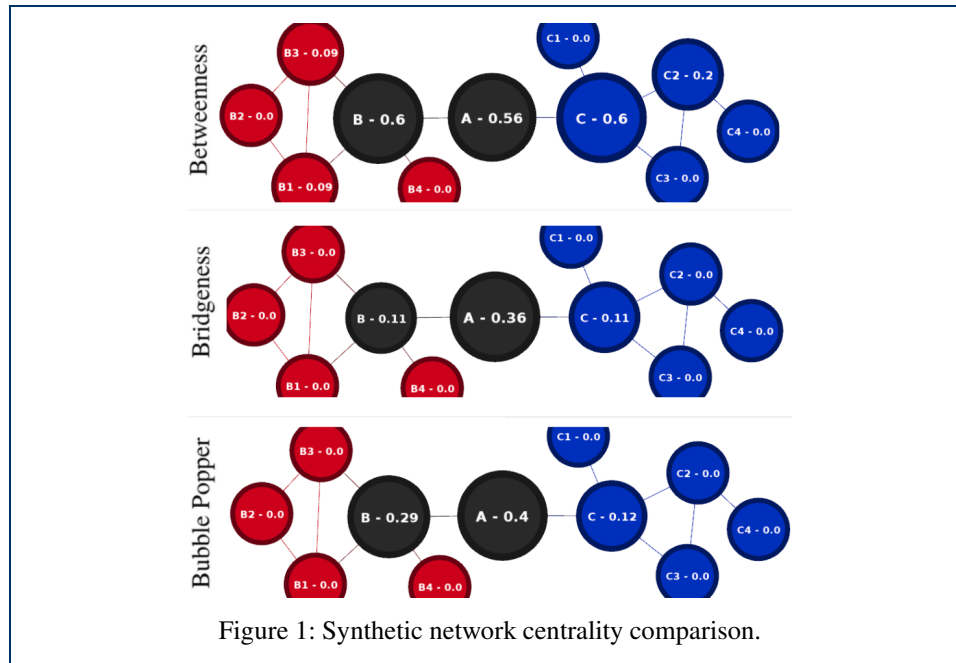 Betweenness
C1 - 0.0
B3 - 0.09
C2 - 0.2
B2 - 0.0
B - 0.6
A - 0.56
C - 0.6
C4 - 0.0
B1 - 0.09
B4 - 0.0
C3 - 0.0
Bridgeness
C1 - 0.0
B3 - 0.0
C2 - 0.0
B2 - 0.0
B - 0.11
A - 0.36
C - 0.11
C4 - 0.0
B1 - 0.0
B4 - 0.0
C3 - 0.0
Bubble Popper
C1 - 0.0
B3 - 0.0
C2 - 0.0
B2 - 0.0
B - 0.29
A - 0.4
C - 0.12
C4 - 0.0
B1 - 0.0
B4 - 0.0
C3 - 0.0
Figure 1: Synthetic network centrality comparison.